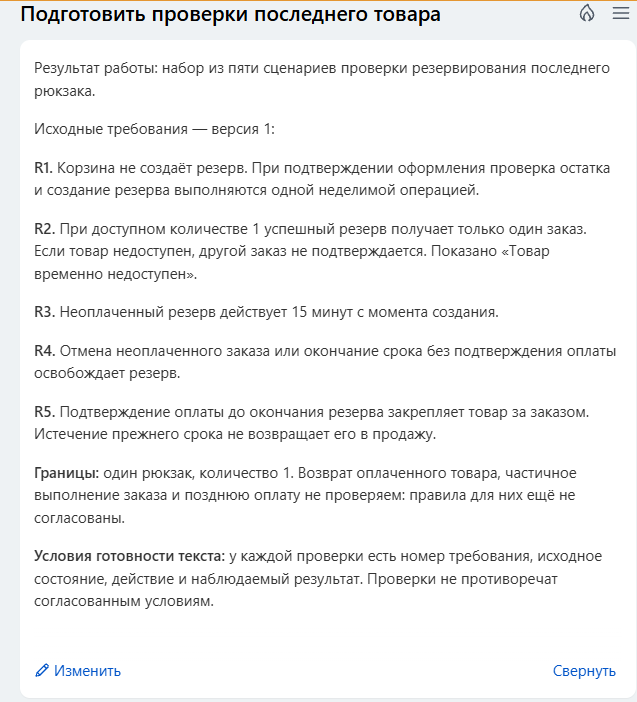 Подготовить проверки последнего товара
Результат работы: набор из пяти сценариев проверки резервирования последнего
рюкзака.
Исходные требования — версия 1:
R1. Корзина не создаёт резерв. При подтверждении оформления проверка остатка
и создание резерва выполняются одной неделимой операцией.
R2. При доступном количестве 1 успешный резерв получает только один заказ.
Если товар недоступен, другой заказ не подтверждается. Показано «Товар
временно недоступен».
R3. Неоплаченный резерв действует 15 минут с момента создания.
R4. Отмена неоплаченного заказа или окончание срока без подтверждения оплаты
освобождает резерв.
R5. Подтверждение оплаты до окончания резерва закрепляет товар за заказом.
Истечение прежнего срока не возвращает его в продажу.
Границы: один рюкзак, количество 1. Возврат оплаченного товара, частичное
выполнение заказа и позднюю оплату не проверяем: правила для них ещё не
согласованы.
Условия готовности текста: у каждой проверки есть номер требования, исходное
состояние, действие и наблюдаемый результат. Проверки не противоречат
согласованным условиям.
Изменить
Свернуть